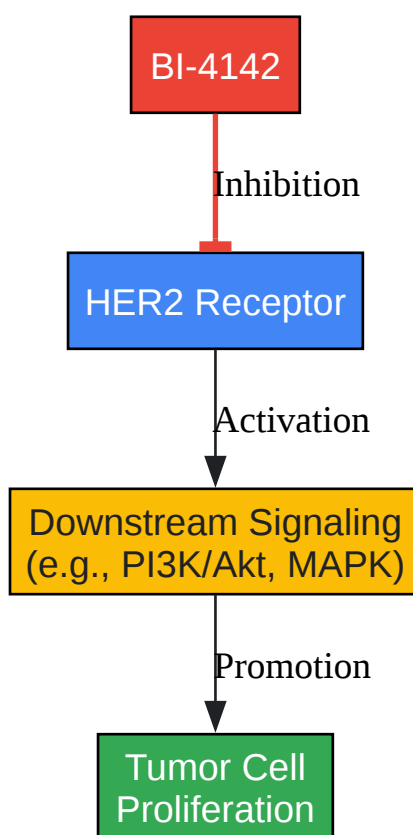 BI-4142
Inhibition
HER2 Receptor
Activation
Downstream Signaling
(e.g., PI3K/Akt, MAPK)
Promotion
Tumor Cell
Proliferation